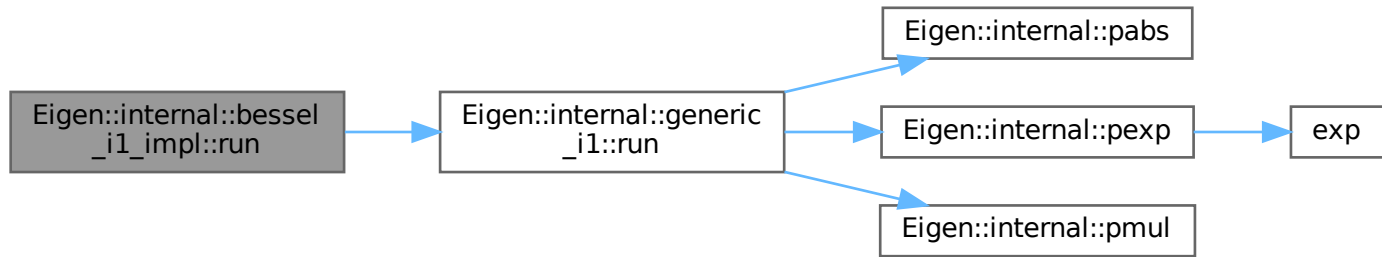 Eigen::internal::bessel
_i1_impl::run
Eigen::internal::generic
_i1::run
Eigen::internal::pabs
Eigen::internal::pexp
exp
Eigen::internal::pmul